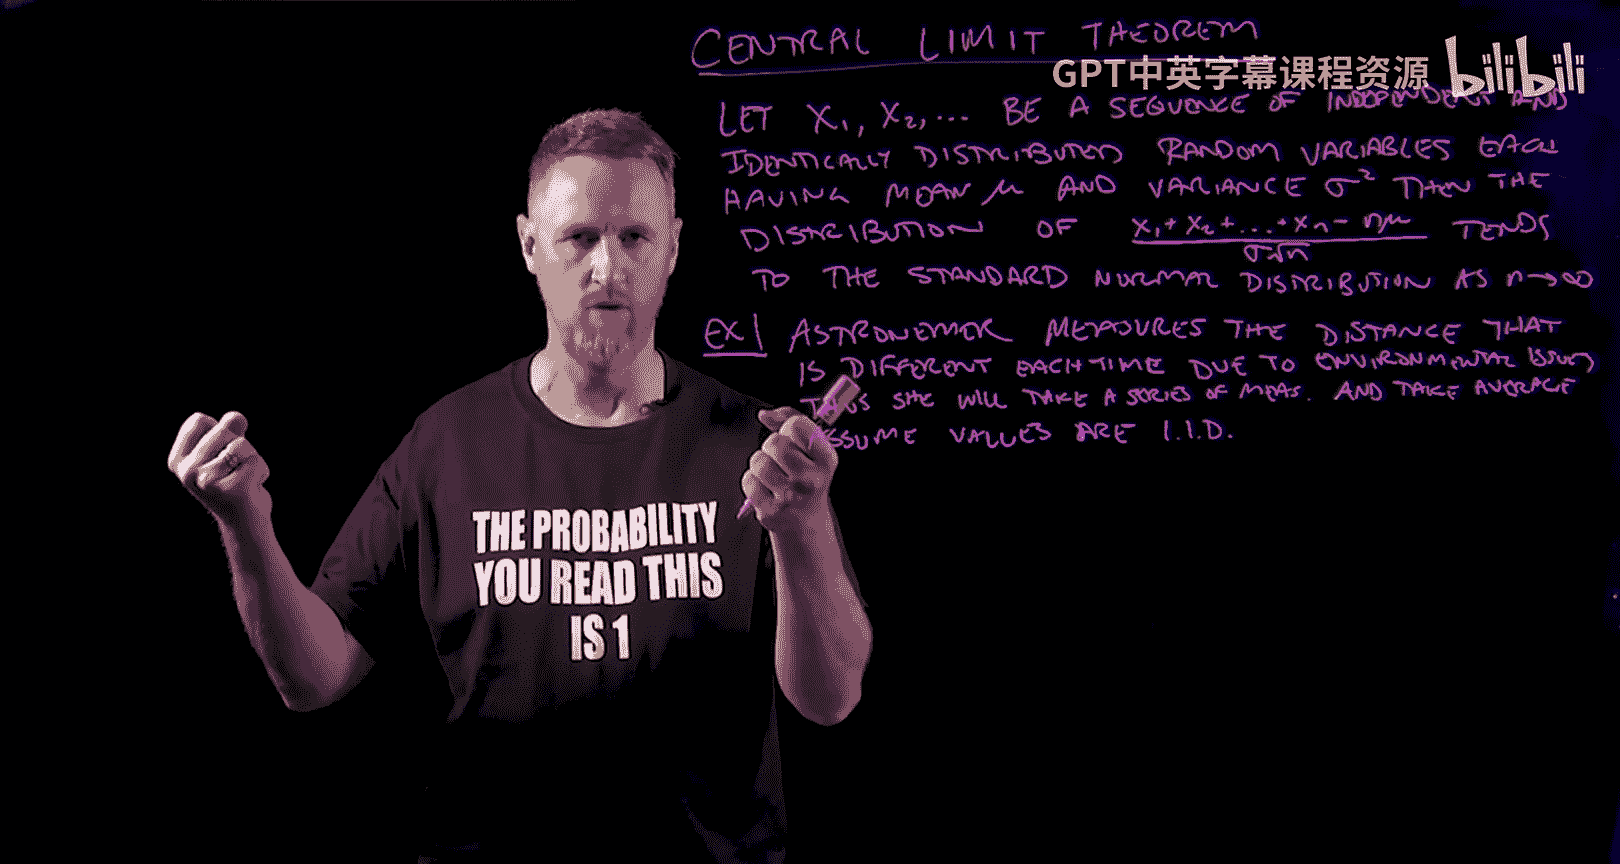 CENTRAL LIMIT THEOREM
GPT中英字幕课程资源 bilibili
LET X₁, X₂, ... BE A SEQUENCE OF INDEPENDENT AND
IDENTICALLY DISTRIBUTED RANDOM VARIABLES EACH
HAVING MEAN μ AND VARIANCE σ² THEN THE
DISTRIBUTION OF (X₁ + X₂ + ... + Xₙ - nμ)/(σ√n) TENDS
TO THE STANDARD NORMAL DISTRIBUTION AS n→∞
EX1 ASTRONEMER MEASURES THE DISTANCE THAT
IS DIFFERENT EACH TIME DUE TO ENVIRONMENTAL ISSUES
THUS SHE WILL TAKE A SERIES OF MEAS. AND TAKE AVERAGE
ASSUME VALUES ARE I.I.D.
THE PROBABILITY
YOU READ THIS
IS 1